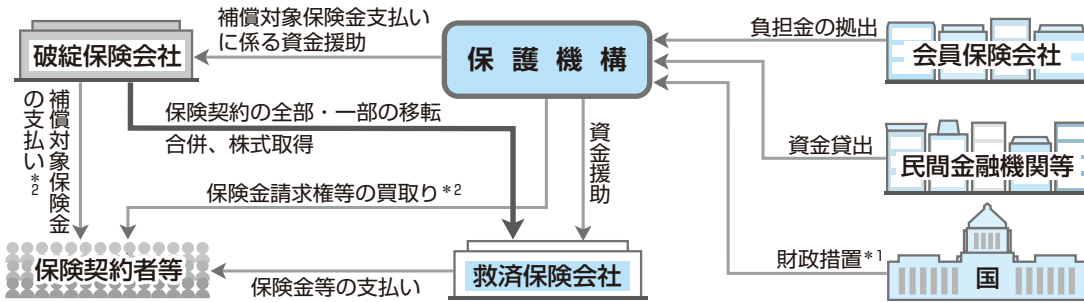 補償対象保険金支払い
に係る資金援助
破綻保険会社
保護機構
負担金の拠出
会員保険会社
補償対象保険金
の支払い*2
保険契約の全部・一部の移転
合併、株式取得
資金援助
資金貸出
民間金融機関等
保険金請求権等の買取り*2
保険契約者等
保険金等の支払い
救済保険会社
財政措置*1
国